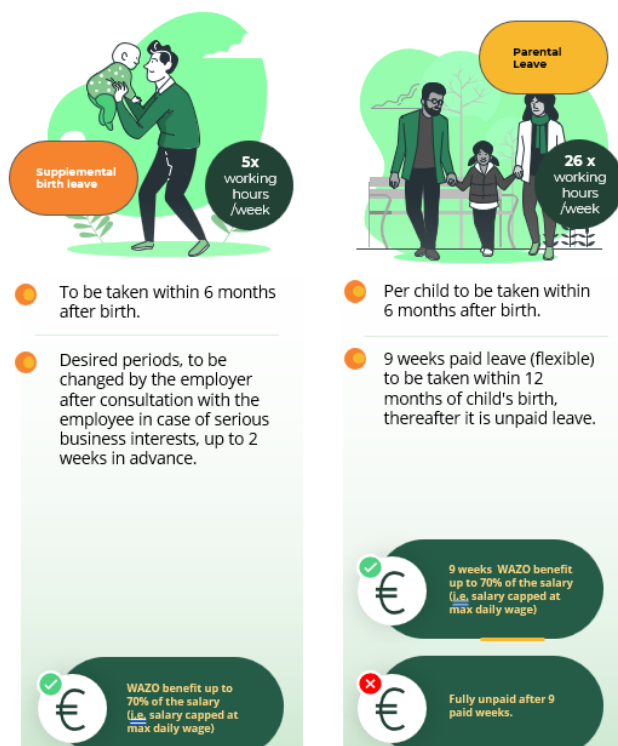 Supplemental
birth leave
5x
working
hours
/week
To be taken within 6 months
after birth.
Desired periods, to be
changed by the employer
after consultation with the
employee in case of serious
business interests, up to 2
weeks in advance.
WAZO benefit up to
70% of the salary
(i.e. salary capped at
max daily wage)
Parental
Leave
26 x
working
hours
/week
Per child to be taken within
6 months after birth.
9 weeks paid leave (flexible)
to be taken within 12
months of child's birth,
thereafter it is unpaid leave.
€
9 weeks WAZO benefit
up to 70% of the salary
(i.e. salary capped at
max daily wage)
€
Fully unpaid after 9
paid weeks.
€